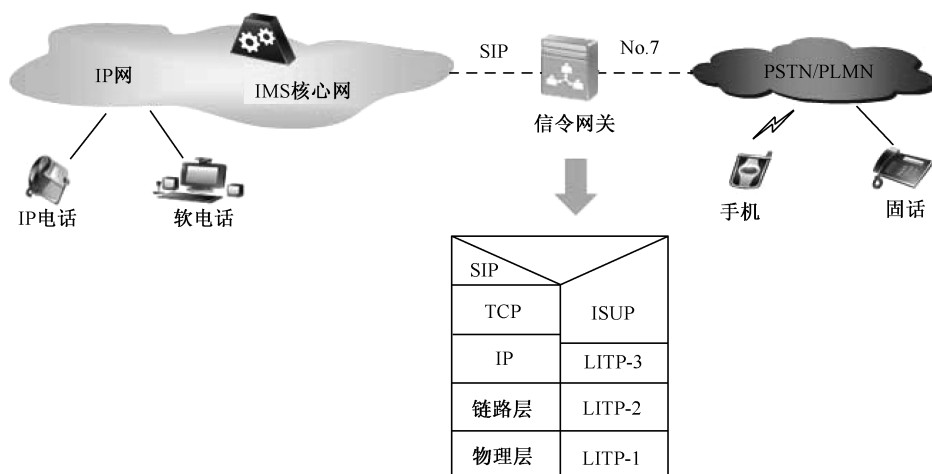 IP网
IMS核心网
SIP
No.7
PSTN/PLMN
信令网关
IP电话
软电话
手机
固话
SIP
TCP
ISUP
IP
LITP-3
链路层
LITP-2
物理层
LITP-1